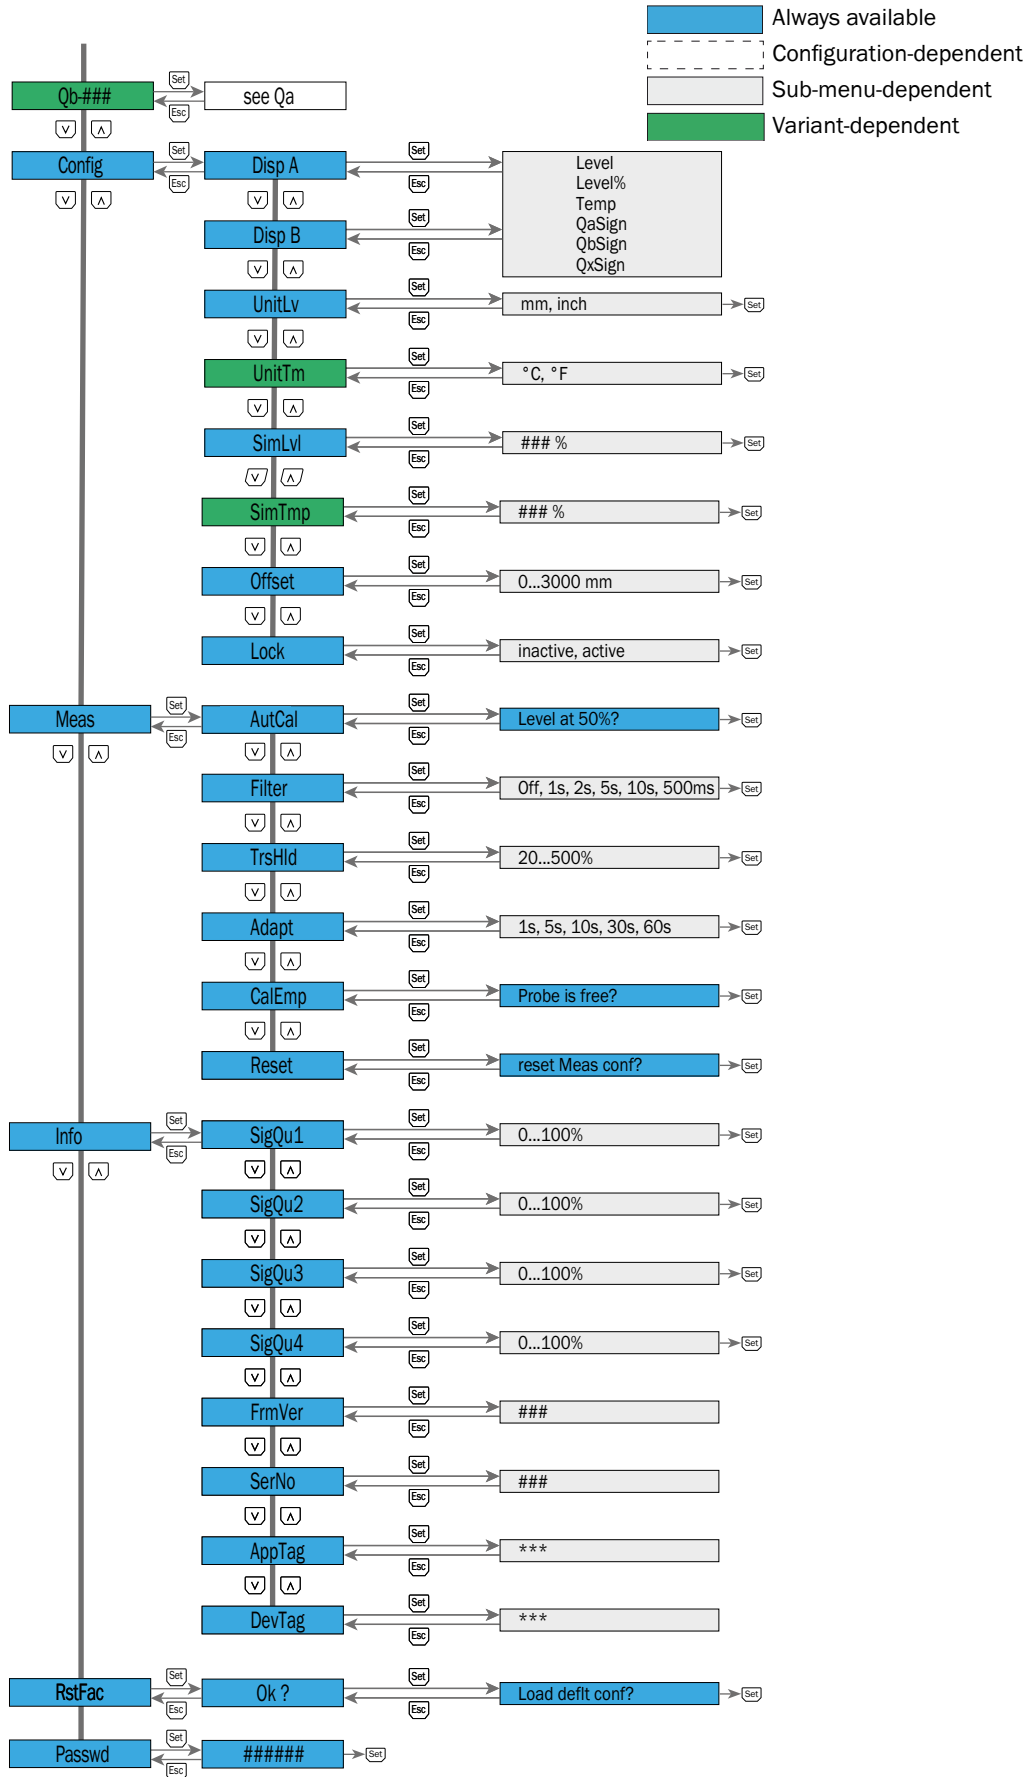 Always available
Configuration-dependent
Sub-menu-dependent
Variant-dependent
Qb-### Set Esc see Qa
Config Set Esc Disp A Set Esc
Level
Level%
Temp
QaSign
QbSign
QxSign
Disp B Set Esc
UnitLv Set Esc mm, inch Set
UnitTm Set Esc °C, °F Set
SimLvl Set Esc ### % Set
SimTmp Set Esc ### % Set
Offset Set Esc 0...3000 mm Set
Lock Set Esc inactive, active Set
Meas Set Esc AutCal Set Esc Level at 50%? Set
Filter Set Esc Off, 1s, 2s, 5s, 10s, 500ms Set
TrsHld Set Esc 20...500% Set
Adapt Set Esc 1s, 5s, 10s, 30s, 60s Set
CalEmp Set Esc Probe is free? Set
Reset Set Esc reset Meas conf? Set
Info Set Esc SigQu1 Set Esc 0...100% Set
SigQu2 Set Esc 0...100% Set
SigQu3 Set Esc 0...100% Set
SigQu4 Set Esc 0...100% Set
FrmVer Set Esc ###
SerNo Set Esc ###
AppTag Set Esc ***
DevTag Set Esc ***
RstFac Set Esc Ok ? Set Esc Load deflt conf? Set
Passwd Set Esc ###### Set